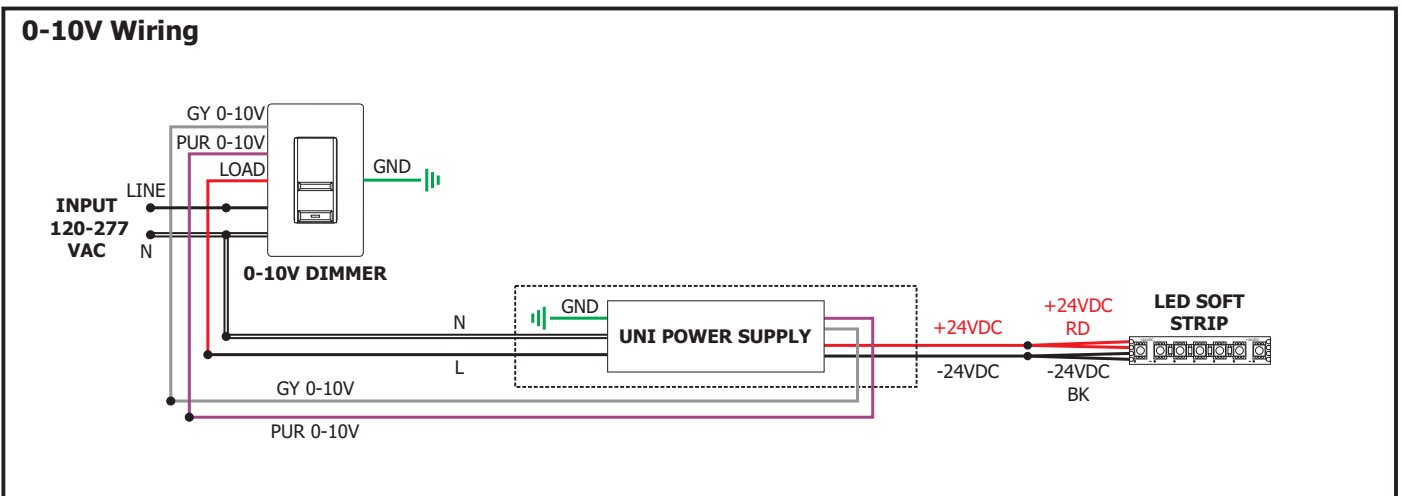 0-10V Wiring
GY 0-10V
PUR 0-10V
LOAD
GND
LINE
INPUT
120-277
VAC
N
0-10V DIMMER
GND
N
UNI POWER SUPPLY
L
+24VDC
-24VDC
+24VDC
RD
-24VDC
BK
LED SOFT
STRIP
GY 0-10V
PUR 0-10V